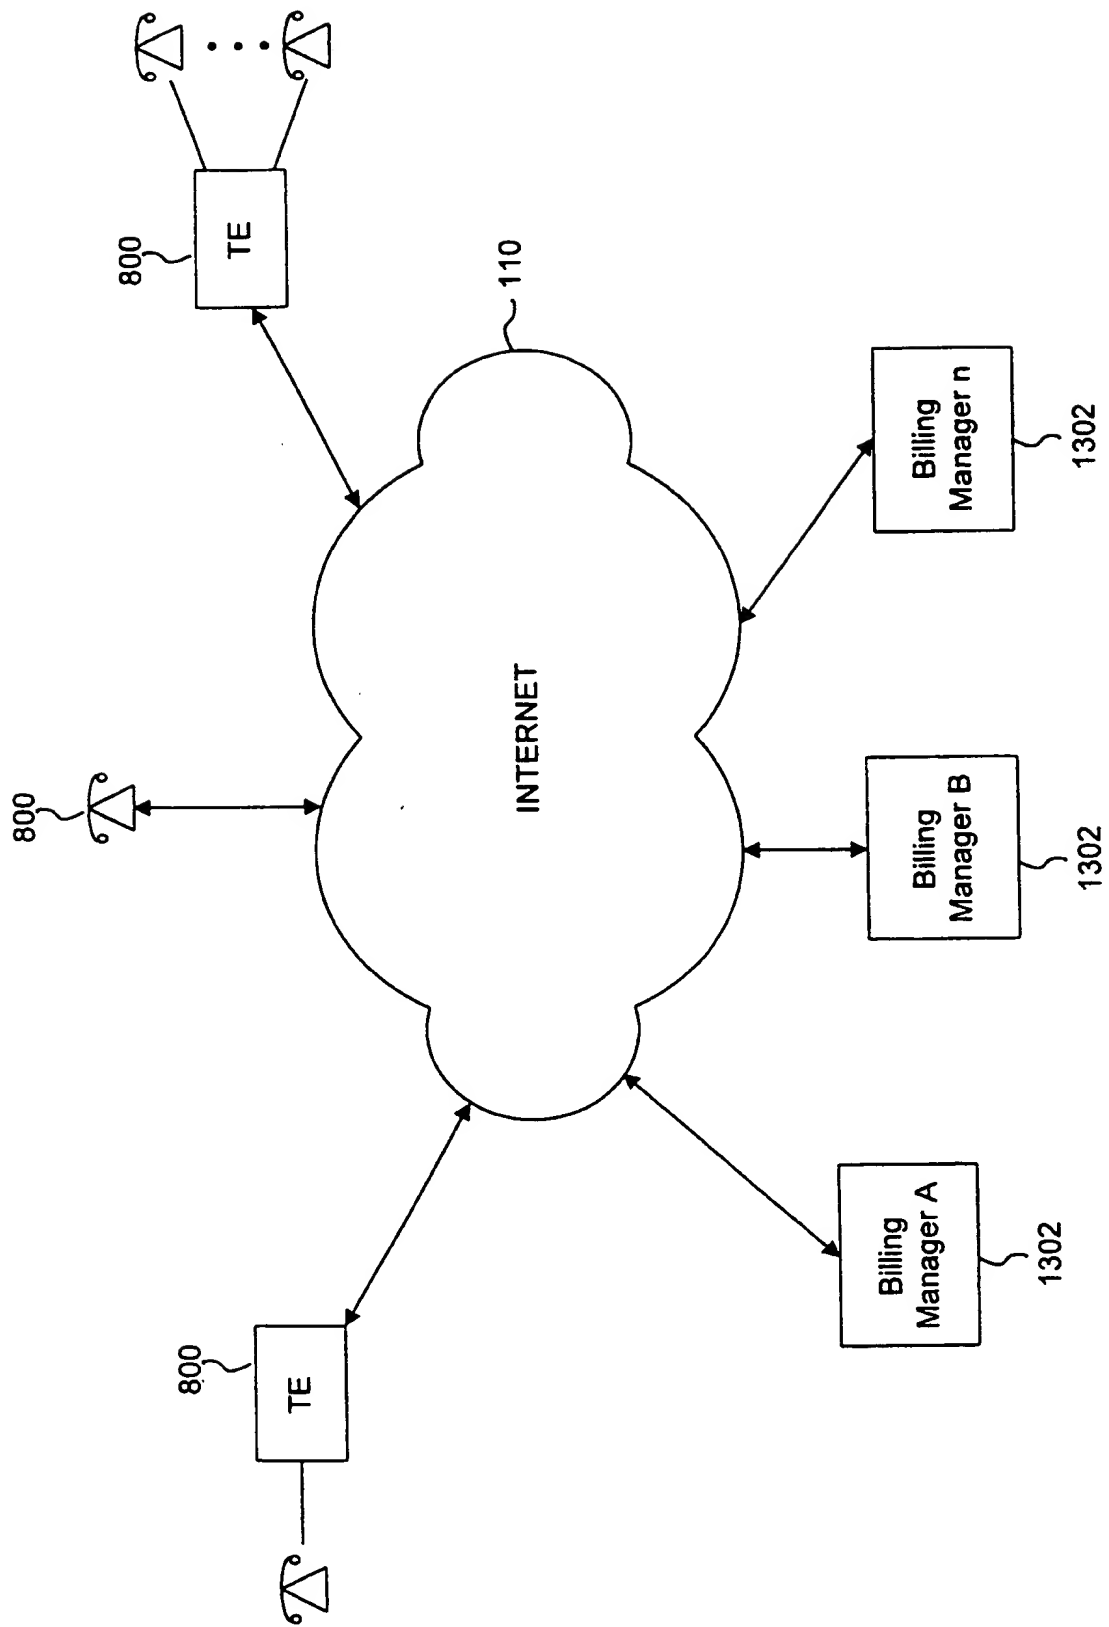 800
TE
800
800
TE
110
INTERNET
Billing
Manager A
1302
Billing
Manager B
1302
Billing
Manager n
1302